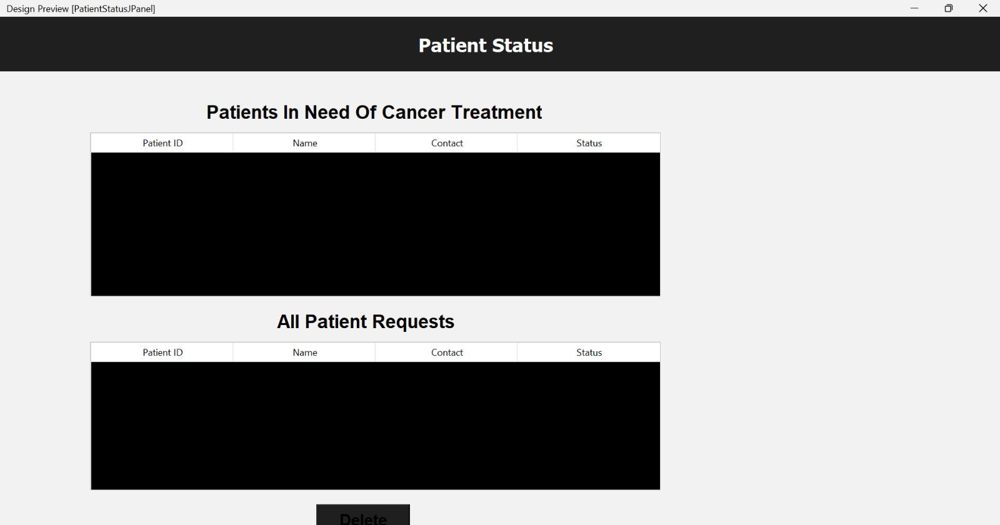 Design Preview [PatientStatusJPanel]
Patient Status
Patients In Need Of Cancer Treatment
Patient ID Name Contact Status
All Patient Requests
Patient ID Name Contact Status
Delete